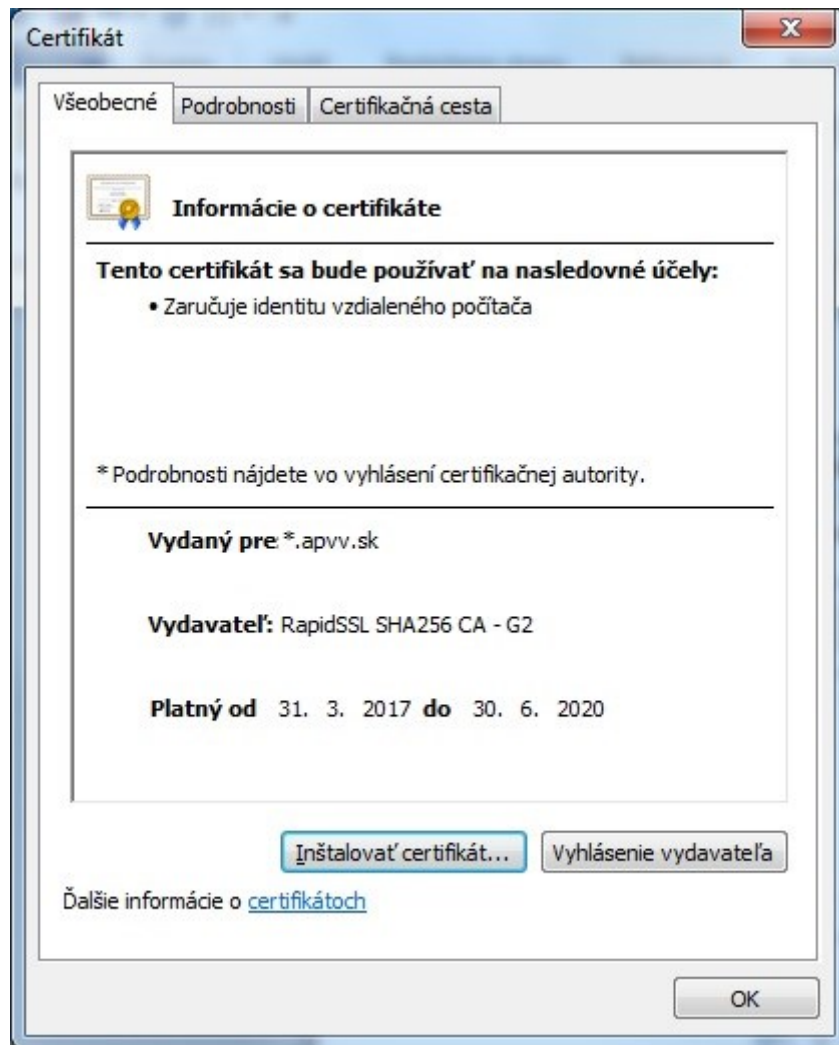 Certifikát
Všeobecné Podrobnosti Certifikačná cesta
Informácie o certifikáte
Tento certifikát sa bude používať na nasledovné účely:
• Zaručuje identitu vzdialeného počítača
* Podrobnosti nájdete vo vyhlásení certifikačnej autority.
Vydaný pre: *.apvv.sk
Vydavateľ: RapidSSL SHA256 CA - G2
Platný od 31. 3. 2017 do 30. 6. 2020
Inštalovať certifikát... Vyhlásenie vydavateľa
Ďalšie informácie o certifikátoch
OK